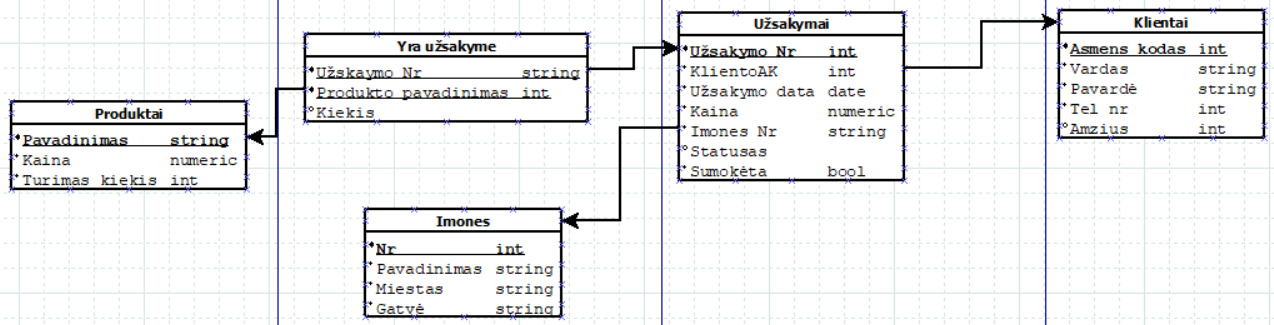 Produktai
Pavadinimas string
Kaina numeric
Turimas kiekis int
Yra užsakyme
Užskaymo Nr string
Produkto pavadinimas int
Kiekis
Imones
Nr int
Pavadinimas string
Miestas string
Gatvė string
Užsakymai
Užsakymo Nr int
KlientoAK int
Užsakymo data date
Kaina numeric
Imones Nr string
Statusas
Sumokėta bool
Klientai
Asmens kodas int
Vardas string
Pavardė string
Tel nr int
Amzius int